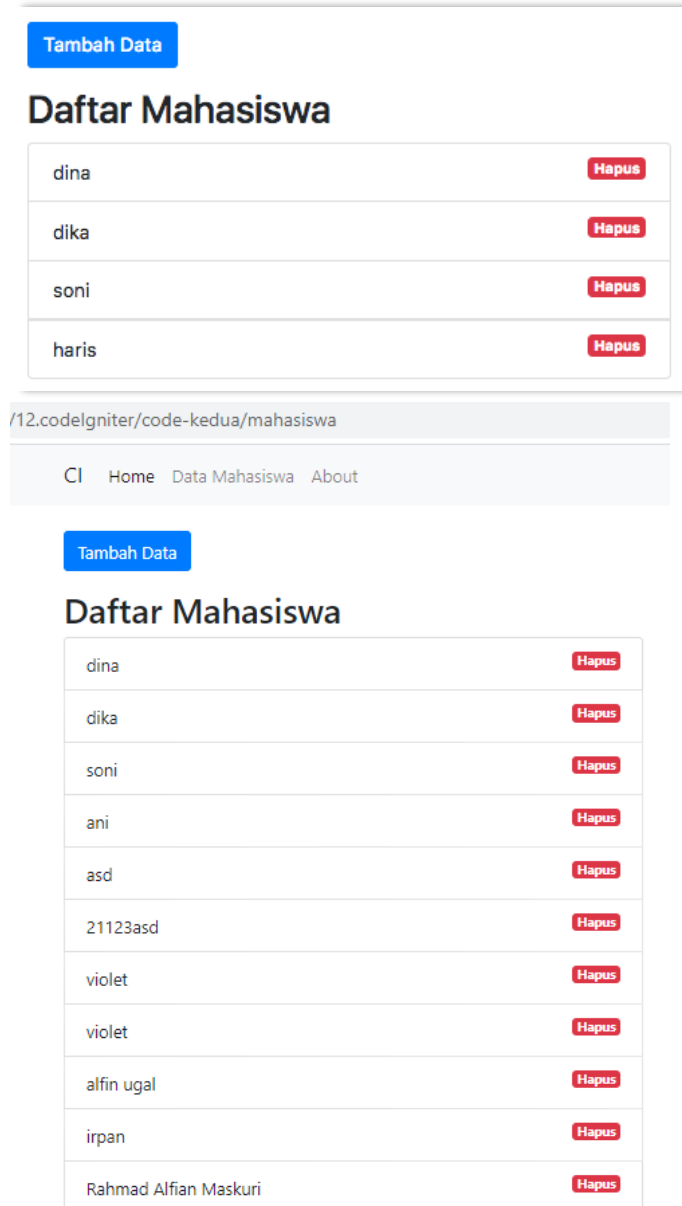 Tambah Data
Daftar Mahasiswa
dina Hapus
dika Hapus
soni Hapus
haris Hapus
/12.codeIgniter/code-kedua/mahasiswa
CI Home Data Mahasiswa About
Tambah Data
Daftar Mahasiswa
dina Hapus
dika Hapus
soni Hapus
ani Hapus
asd Hapus
21123asd Hapus
violet Hapus
violet Hapus
alfin ugal Hapus
irpan Hapus
Rahmad Alfian Maskuri Hapus